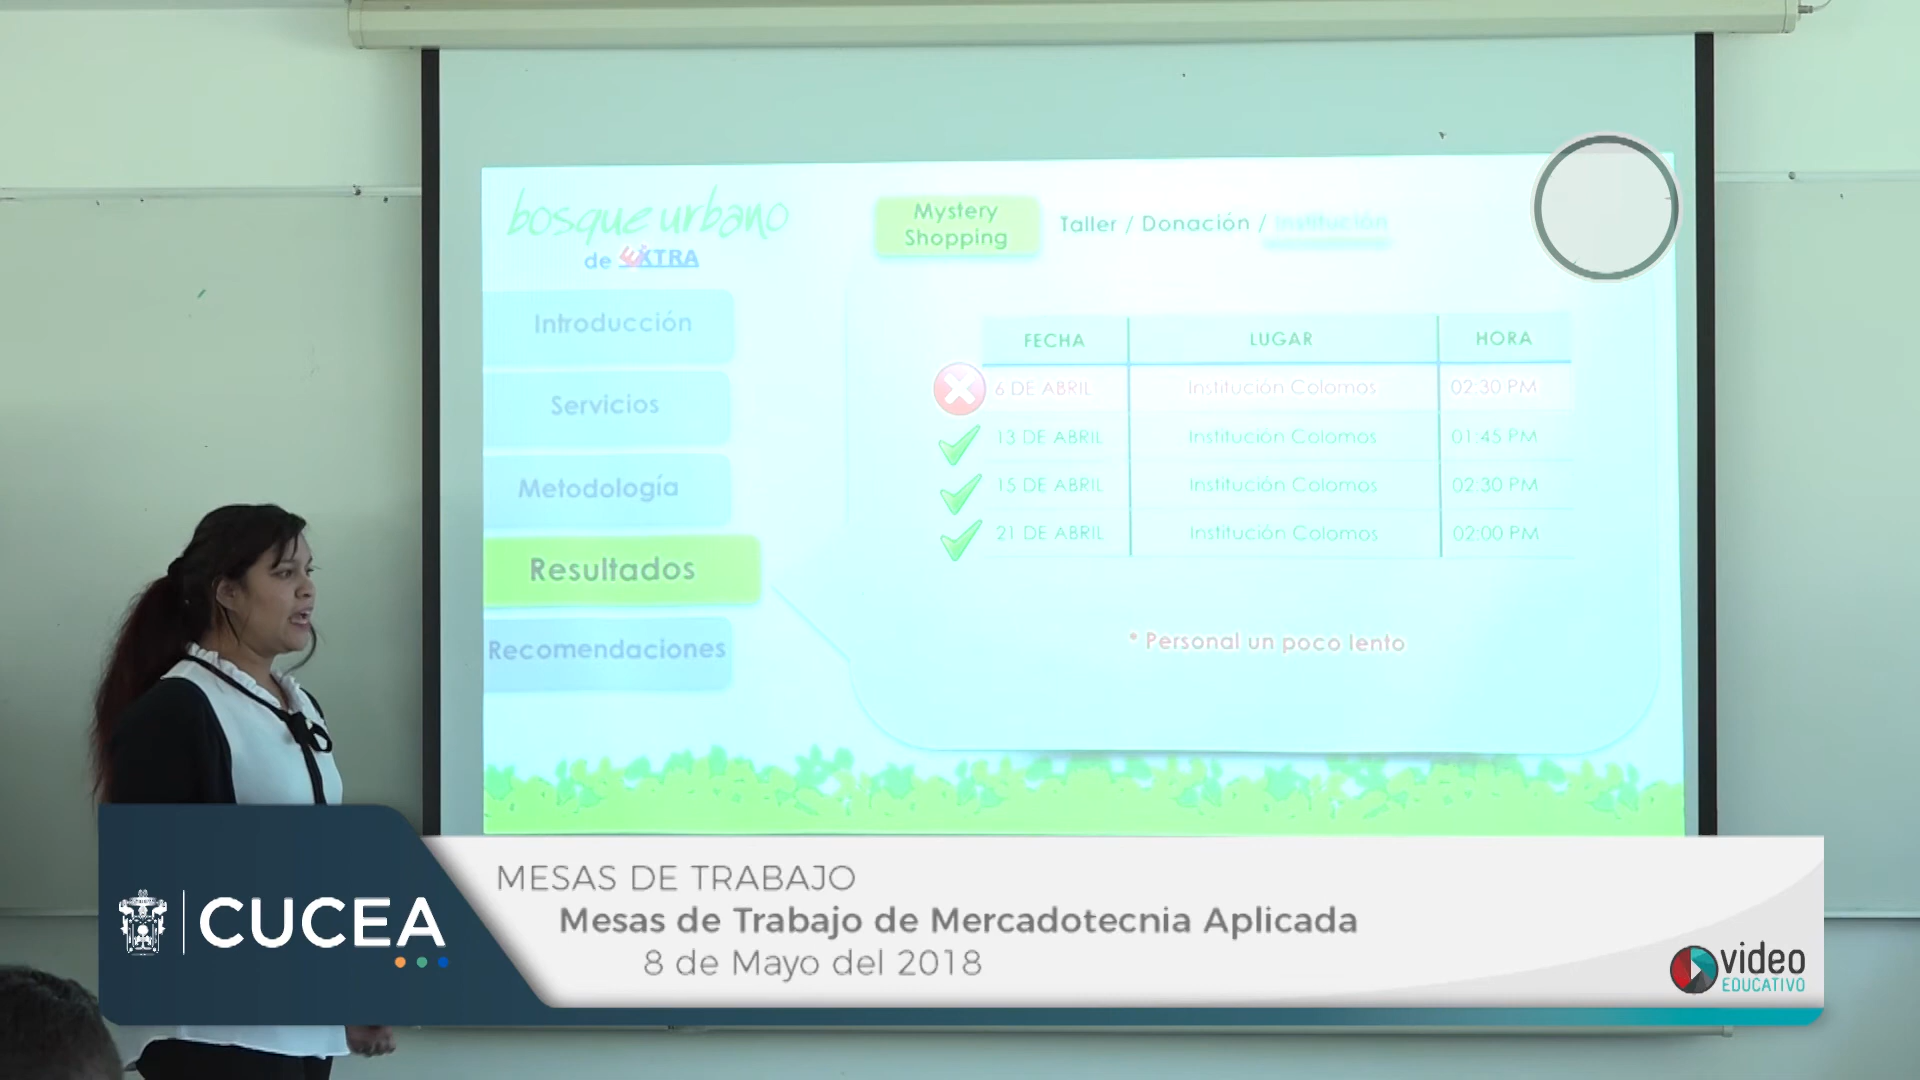 bosque urbano
de EXTRA
Mystery
Shopping
Taller / Donación / Institución
Introducción
Servicios
Metodología
Resultados
Recomendaciones
FECHA LUGAR HORA
6 DE ABRIL Institución Colomos 02:30 PM
13 DE ABRIL Institución Colomos 01:45 PM
15 DE ABRIL Institución Colomos 02:30 PM
21 DE ABRIL Institución Colomos 02:00 PM
* Personal un poco lento
CUCEA
MESAS DE TRABAJO
Mesas de Trabajo de Mercadotecnia Aplicada
8 de Mayo del 2018
video
EDUCATIVO